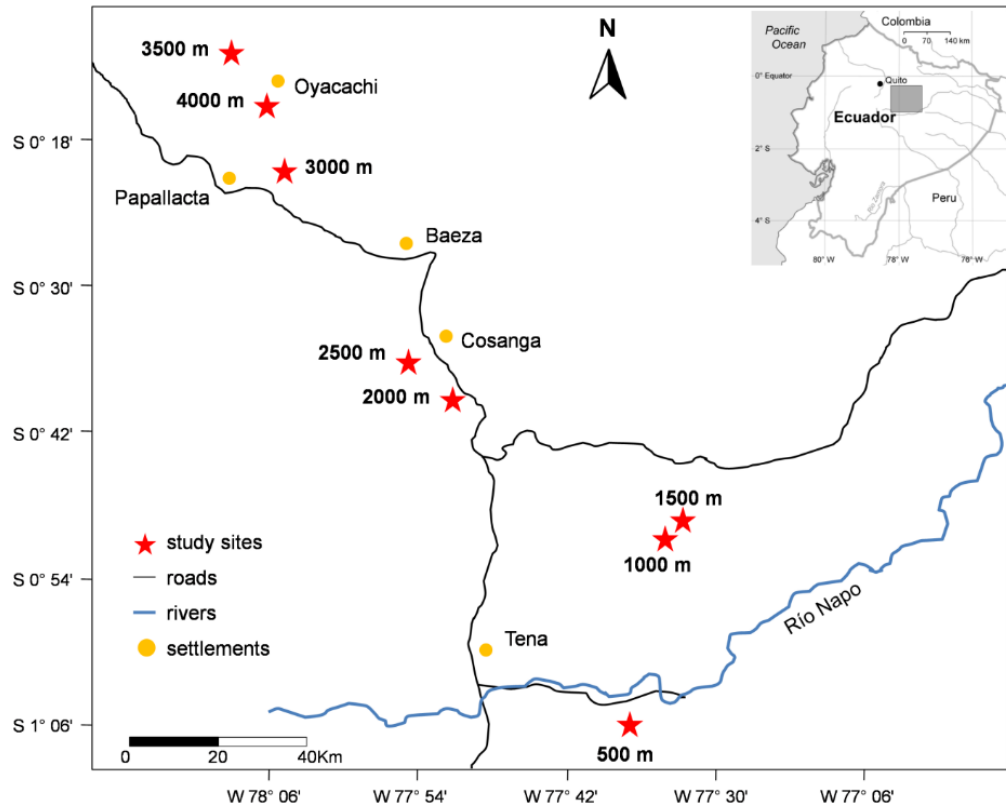 3500 m
Oyacachi
4000 m
3000 m
Papallacta
Baeza
2500 m
Cosanga
2000 m
1500 m
1000 m
Tena
Río Napo
500 m
N
Pacific
Ocean
Colombia
0 70 140 km
0° Equator
Quito
Ecuador
2° S
Peru
4° S
80° W
78° W
76° W
S 0° 18'
S 0° 30'
S 0° 42'
S 0° 54'
S 1° 06'
study sites
roads
rivers
settlements
0 20 40Km
W 78° 06'
W 77° 54'
W 77° 42'
W 77° 30'
W 77° 06'